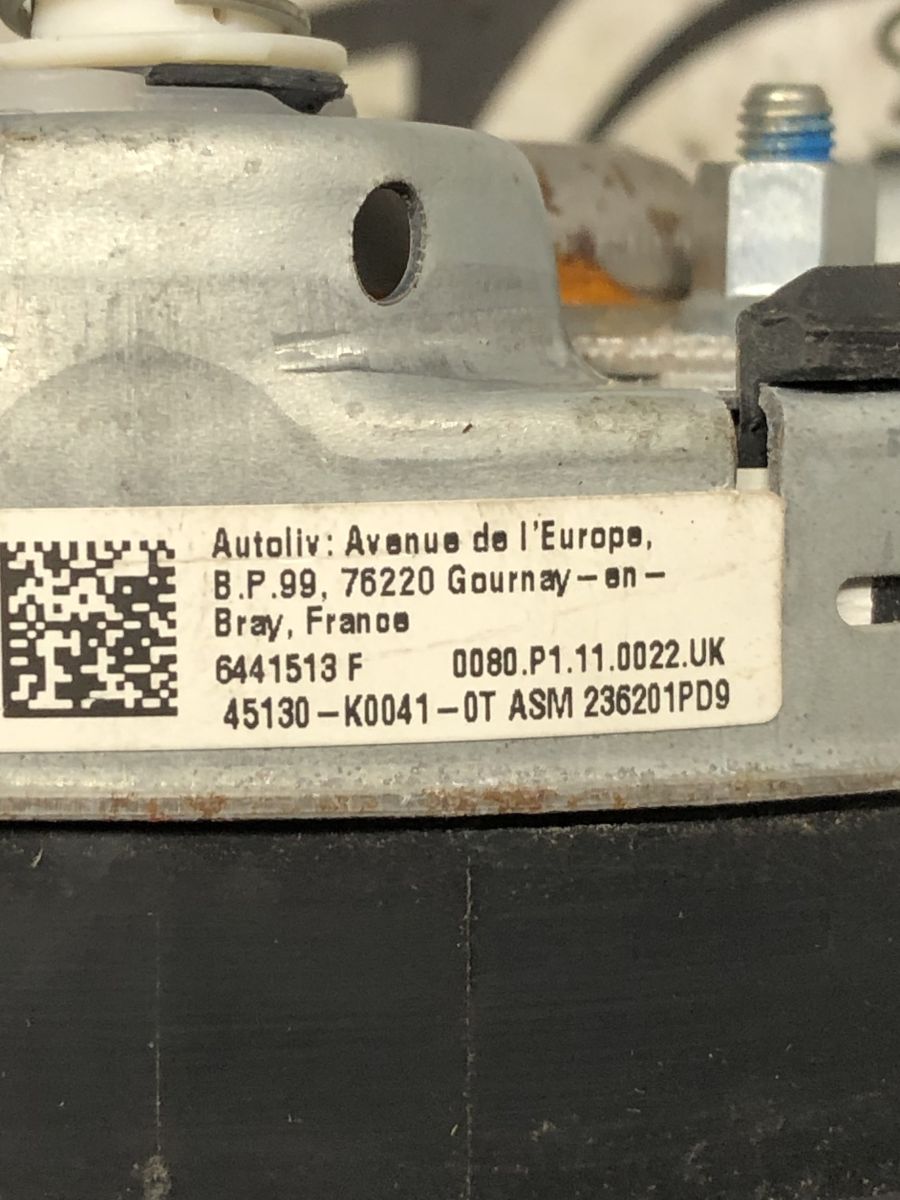 Autoliv: Avenue de l'Europe,
B.P.99, 76220 Gournay-en-
Bray, France
6441513 F 0080.P1.11.0022.UK
45130-K0041-0T ASM 236201PD9